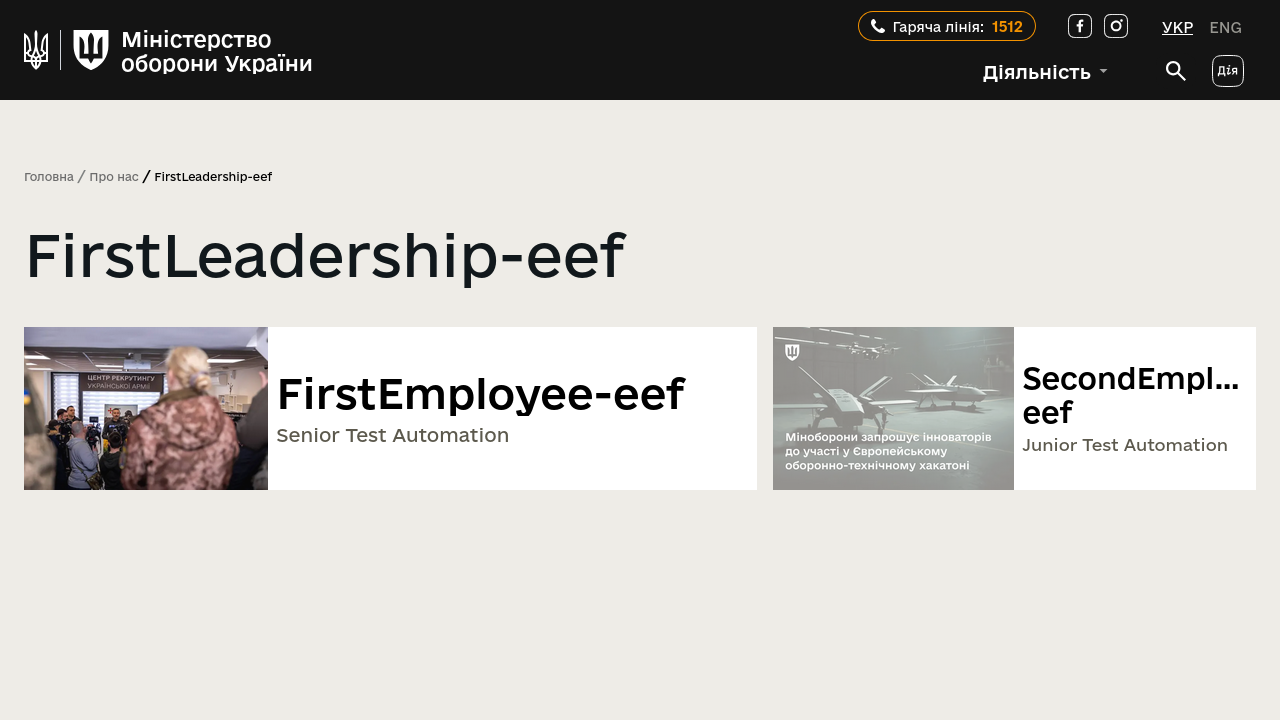 Міністерство
оборони України
Гаряча лінія: 1512
УКР ENG
Діяльність
Дія
Головна / Про нас / FirstLeadership-eef
FirstLeadership-eef
ЦЕНТР РЕКРУТИНГУ
УКРАЇНСЬКОЇ АРМІЇ
FirstEmployee-eef
Senior Test Automation
Міноборони запрошує інноваторів
до участі у Європейському
оборонно-технічному хакатоні
SecondEmpl...
eef
Junior Test Automation